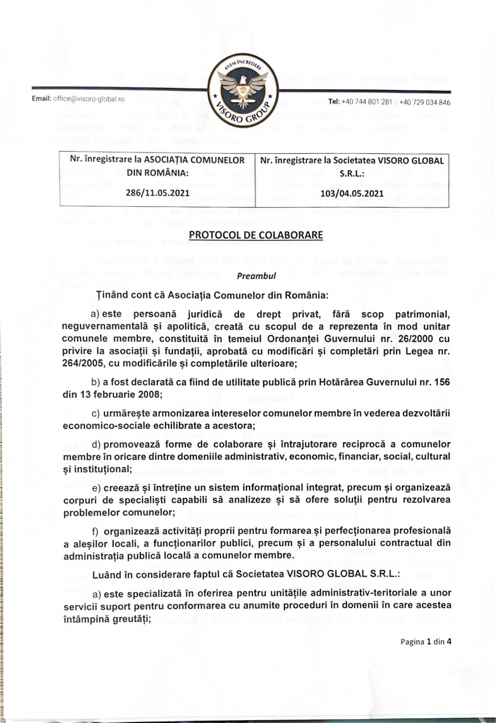 AVEM ÎNCREDERE
VISORO GROUP
Email: office@visoro-global.ro
Tel: +40 744 801 281 | +40 729 034 846
Nr. înregistrare la ASOCIAȚIA COMUNELOR
DIN ROMÂNIA:
286/11.05.2021
Nr. înregistrare la Societatea VISORO GLOBAL
S.R.L.:
103/04.05.2021
PROTOCOL DE COLABORARE
Preambul
Ținând cont că Asociația Comunelor din România:
a) este persoană juridică de drept privat, fără scop patrimonial,
neguvernamentală și apolitică, creată cu scopul de a reprezenta în mod unitar
comunele membre, constituită în temeiul Ordonanței Guvernului nr. 26/2000 cu
privire la asociații și fundații, aprobată cu modificări și completări prin Legea nr.
264/2005, cu modificările și completările ulterioare;
b) a fost declarată ca fiind de utilitate publică prin Hotărârea Guvernului nr. 156
din 13 februarie 2008;
c) urmărește armonizarea intereselor comunelor membre în vederea dezvoltării
economico-sociale echilibrate a acestora;
d) promovează forme de colaborare și întrajutorare reciprocă a comunelor
membre în oricare dintre domeniile administrativ, economic, financiar, social, cultural
și instituțional;
e) creează și întreține un sistem informațional integrat, precum și organizează
corpuri de specialiști capabili să analizeze și să ofere soluții pentru rezolvarea
problemelor comunelor;
f) organizează activități proprii pentru formarea și perfecționarea profesională
a aleșilor locali, a funcționarilor publici, precum și a personalului contractual din
administrația publică locală a comunelor membre.
Luând în considerare faptul că Societatea VISORO GLOBAL S.R.L.:
a) este specializată în oferirea pentru unitățile administrativ-teritoriale a unor
servicii suport pentru conformarea cu anumite proceduri în domenii în care acestea
întâmpină greutăți;
Pagina 1 din 4